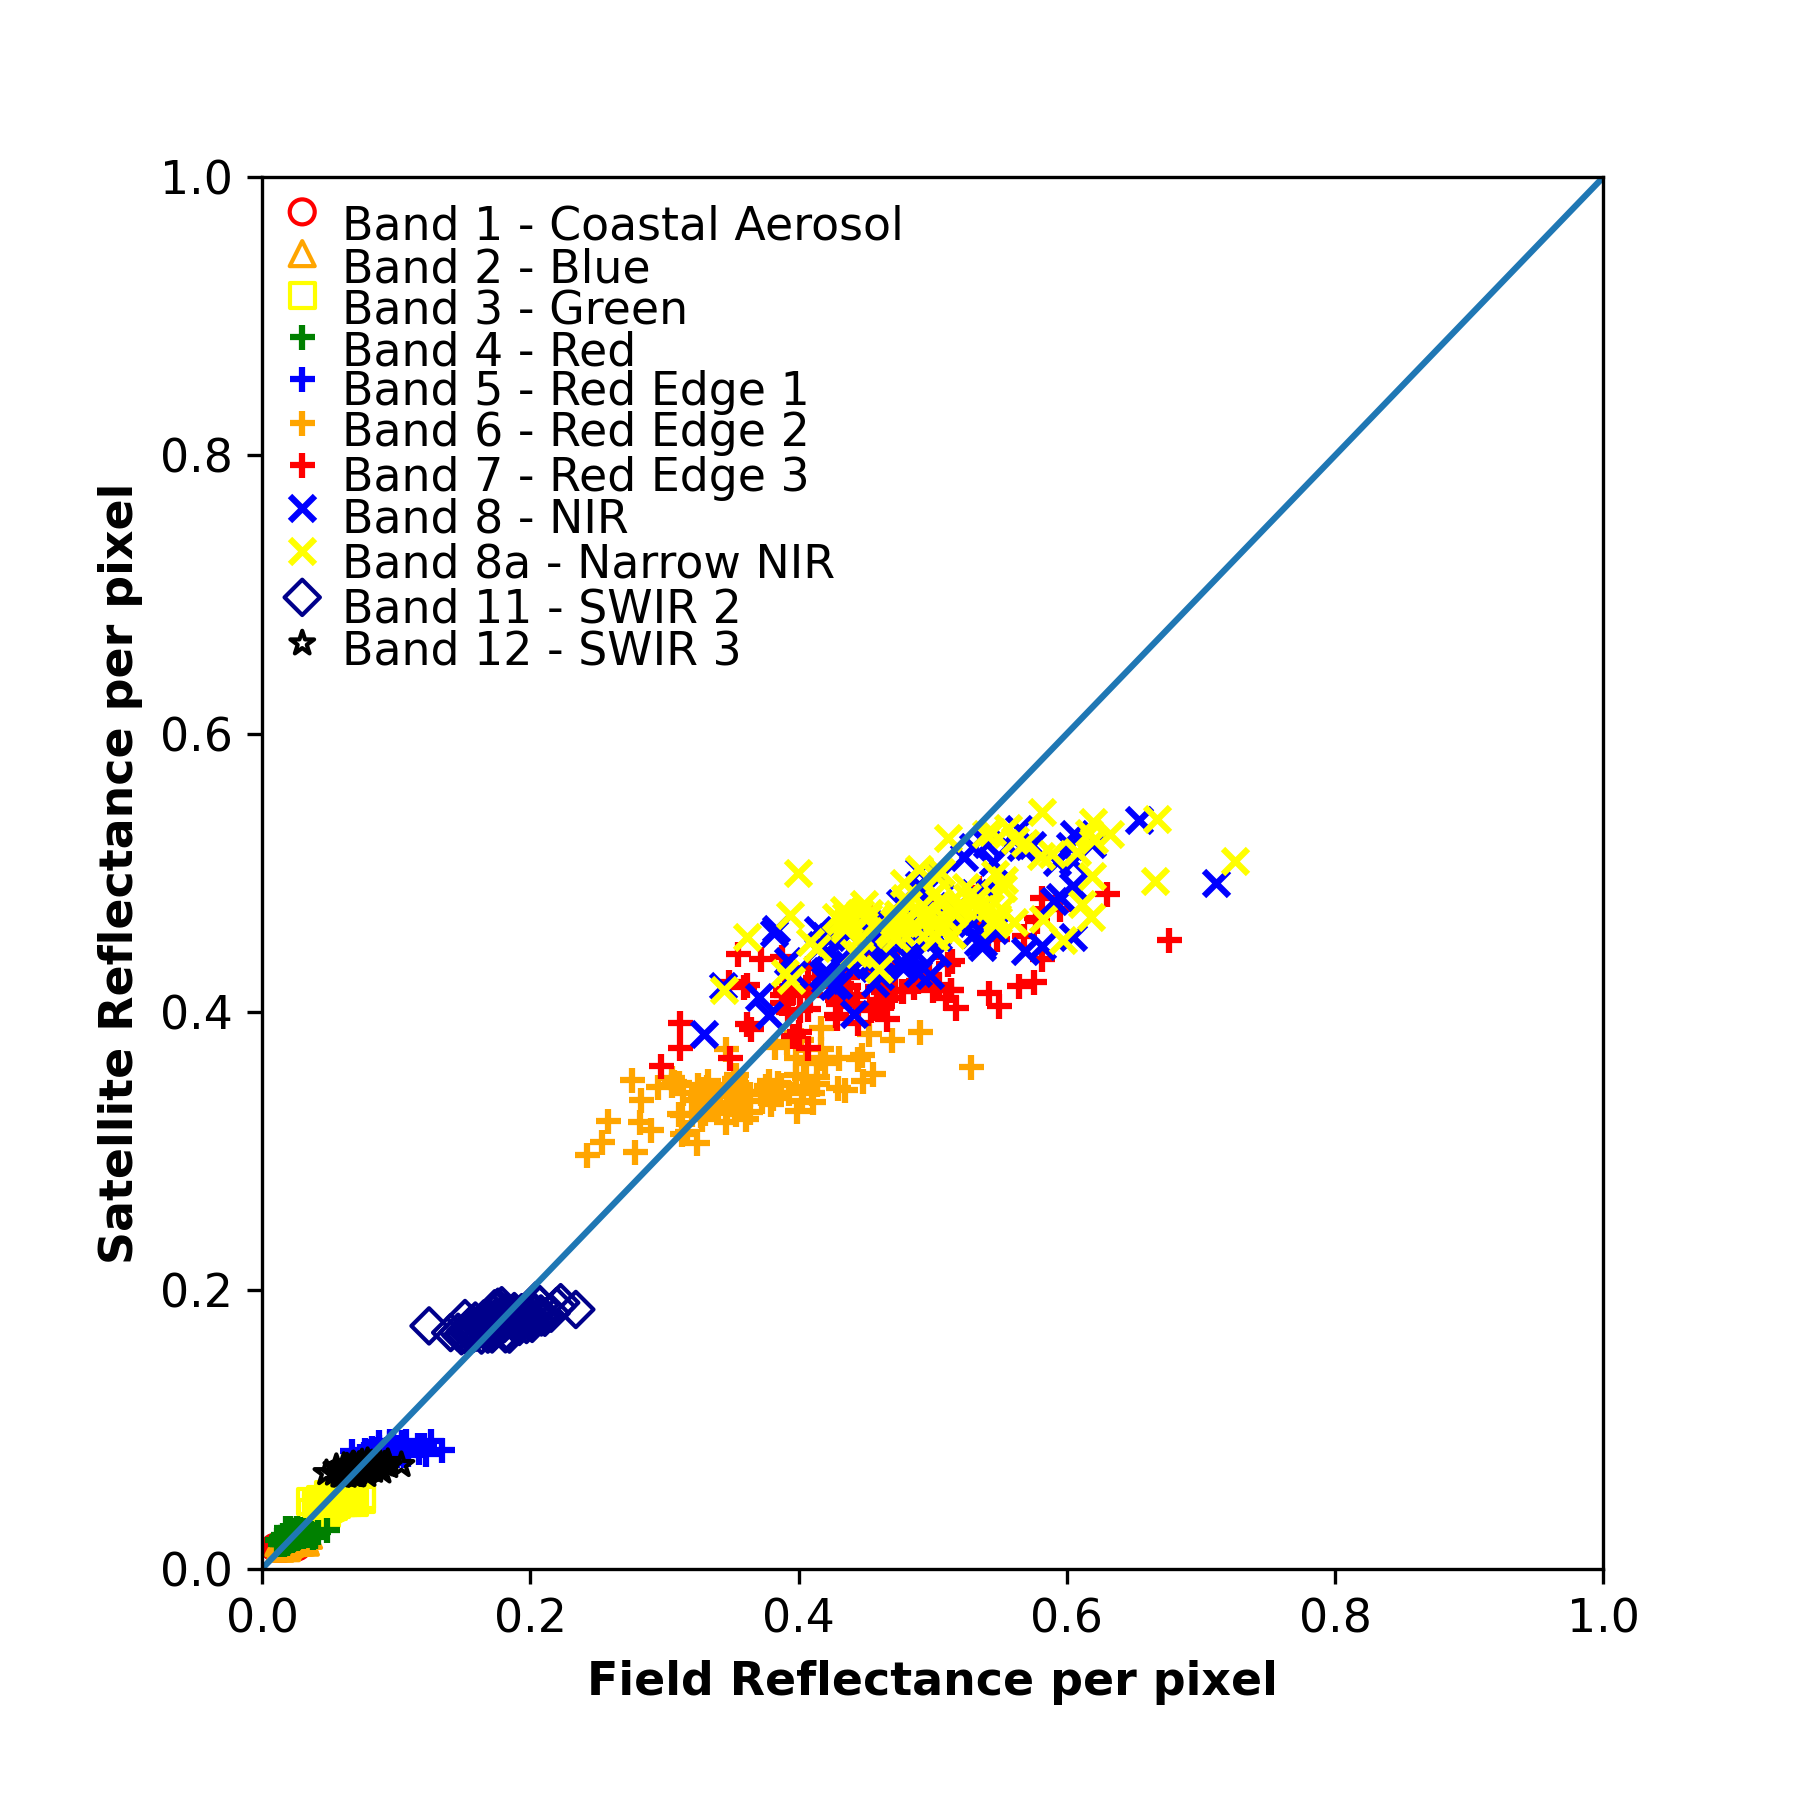 1.0
0.8
0.6
0.4
0.2
0.0
Satellite Reflectance per pixel
Band 1 - Coastal Aerosol
Band 2 - Blue
Band 3 - Green
Band 4 - Red
Band 5 - Red Edge 1
Band 6 - Red Edge 2
Band 7 - Red Edge 3
Band 8 - NIR
Band 8a - Narrow NIR
Band 11 - SWIR 2
Band 12 - SWIR 3
0.0 0.2 0.4 0.6 0.8 1.0
Field Reflectance per pixel